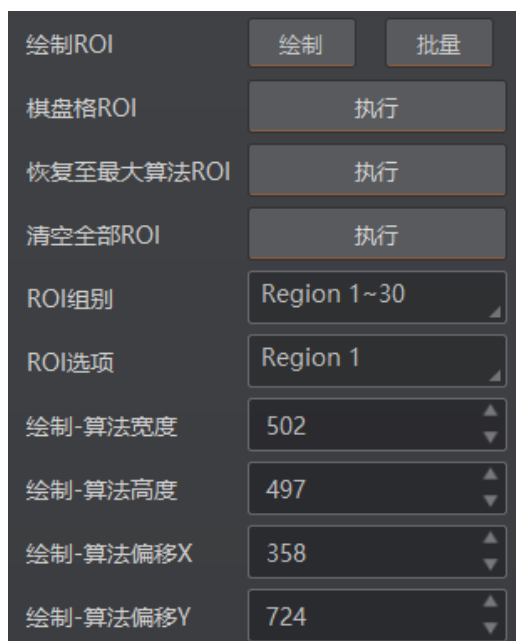 绘制ROI 绘制 批量
棋盘格ROI 执行
恢复至最大算法ROI 执行
清空全部ROI 执行
ROI组别 Region 1~30
ROI选项 Region 1
绘制-算法宽度 502
绘制-算法高度 497
绘制-算法偏移X 358
绘制-算法偏移Y 724